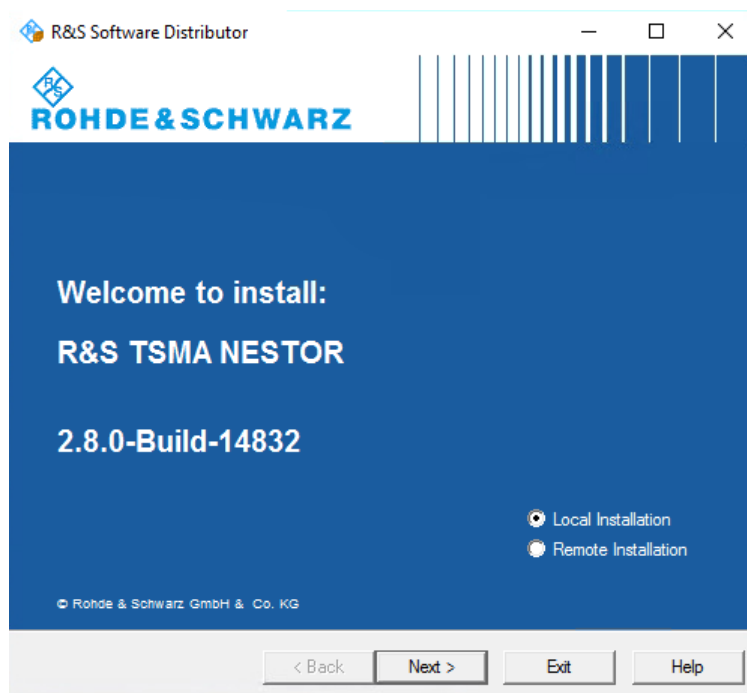 R&S Software Distributor
R&S
ROHDE&SCHWARZ
Welcome to install:
R&S TSMA NESTOR
2.8.0-Build-14832
Local Installation
Remote Installation
© Rohde & Schwarz GmbH & Co. KG
< Back
Next >
Exit
Help